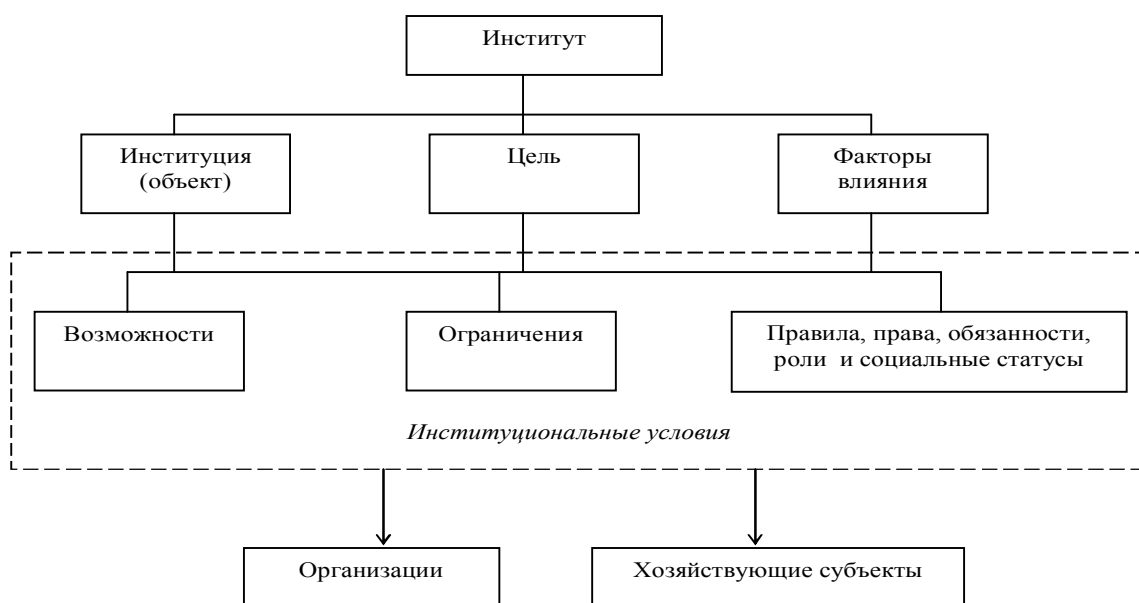 Институт
Институция
(объект)
Цель
Факторы
влияния
Возможности
Ограничения
Правила, права, обязанности,
роли и социальные статусы
Институциональные условия
Организации
Хозяйствующие субъекты